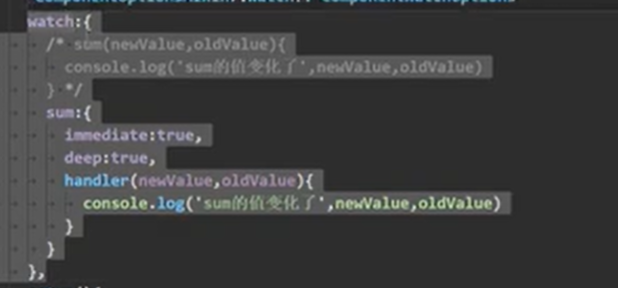 watch:{
/* sum(newValue,oldValue){
console.log('sum的值变化了',newValue,oldValue)
} */
sum:{
immediate:true,
deep:true,
handler(newValue,oldValue){
console.log('sum的值变化了',newValue,oldValue)
}
}
},